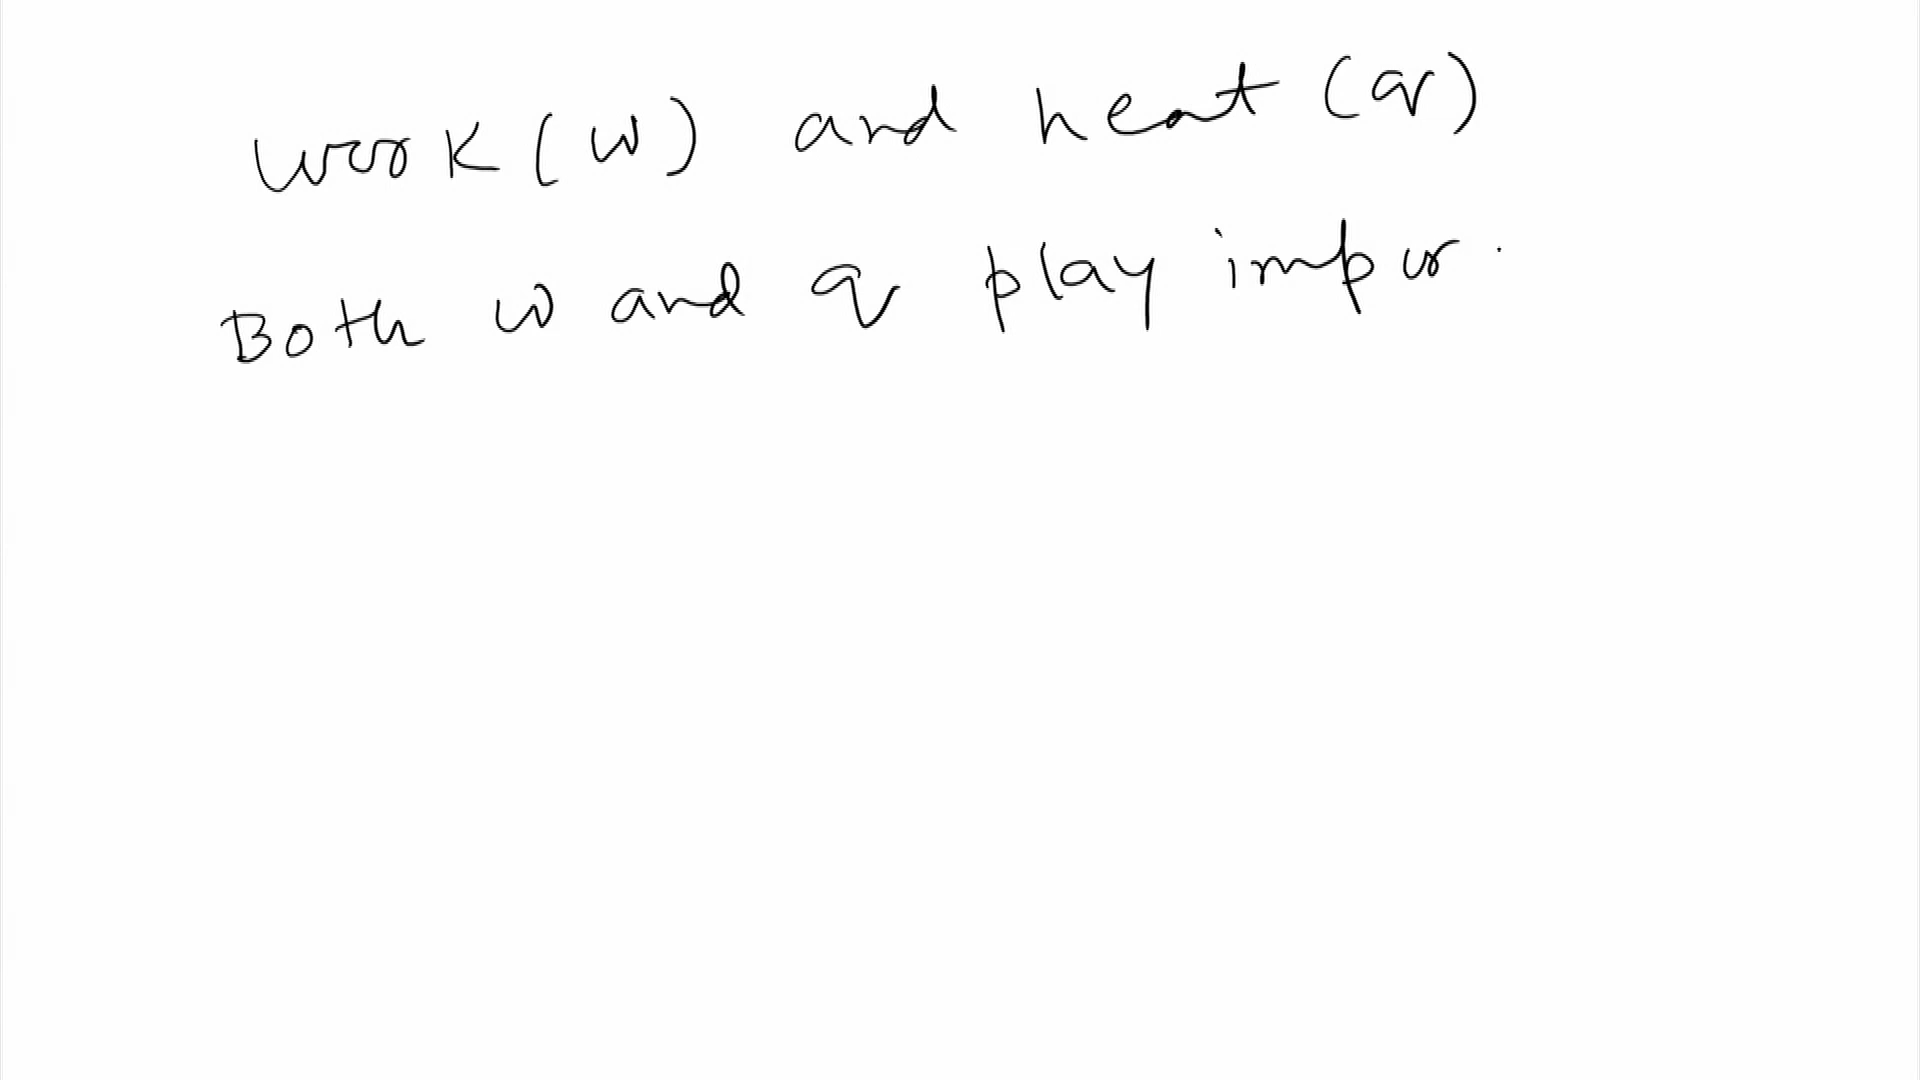 work (w) and heat (q)
Both w and q play impor